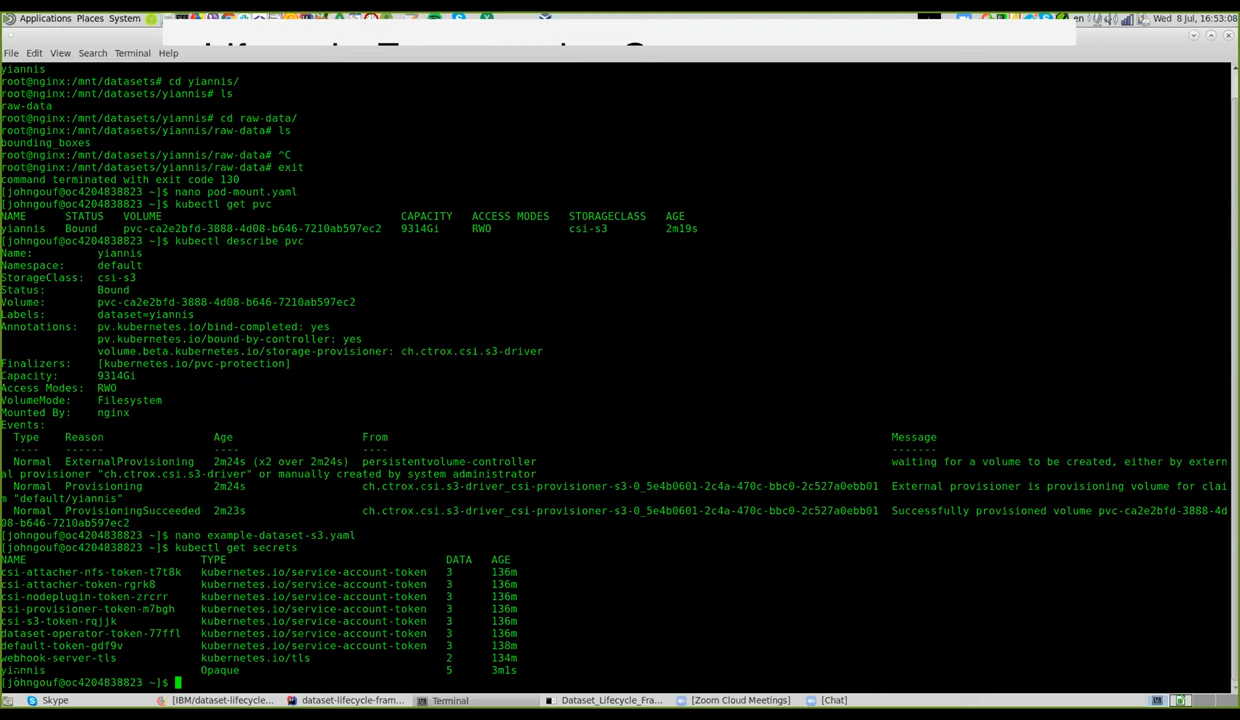 Applications Places System
en
Wed 8 Jul, 16:53:08
File Edit View Search Terminal Help
yiannis
root@nginx:/mnt/datasets# cd yiannis/
root@nginx:/mnt/datasets/yiannis# ls
raw-data
root@nginx:/mnt/datasets/yiannis# cd raw-data/
root@nginx:/mnt/datasets/yiannis/raw-data# ls
bounding_boxes
root@nginx:/mnt/datasets/yiannis/raw-data# ^C
root@nginx:/mnt/datasets/yiannis/raw-data# exit
command terminated with exit code 130
[johngouf@oc4204838823 ~]$ nano pod-mount.yaml
[johngouf@oc4204838823 ~]$ kubectl get pvc
NAME STATUS VOLUME CAPACITY ACCESS MODES STORAGECLASS AGE
yiannis Bound pvc-ca2e2bfd-3888-4d08-b646-7210ab597ec2 9314Gi RWO csi-s3 2m19s
[johngouf@oc4204838823 ~]$ kubectl describe pvc
Name: yiannis
Namespace: default
StorageClass: csi-s3
Status: Bound
Volume: pvc-ca2e2bfd-3888-4d08-b646-7210ab597ec2
Labels: dataset=yiannis
Annotations: pv.kubernetes.io/bind-completed: yes
pv.kubernetes.io/bound-by-controller: yes
volume.beta.kubernetes.io/storage-provisioner: ch.ctrox.csi.s3-driver
Finalizers: [kubernetes.io/pvc-protection]
Capacity: 9314Gi
Access Modes: RWO
VolumeMode: Filesystem
Mounted By: nginx
Events:
Type Reason Age From Message
---- ------ ---- ---- -------
Normal ExternalProvisioning 2m24s (x2 over 2m24s) persistentvolume-controller waiting for a volume to be created, either by extern
al provisioner "ch.ctrox.csi.s3-driver" or manually created by system administrator
Normal Provisioning 2m24s ch.ctrox.csi.s3-driver_csi-provisioner-s3-0_5e4b0601-2c4a-470c-bbc0-2c527a0ebb01 External provisioner is provisioning volume for clai
m "default/yiannis"
Normal ProvisioningSucceeded 2m23s ch.ctrox.csi.s3-driver_csi-provisioner-s3-0_5e4b0601-2c4a-470c-bbc0-2c527a0ebb01 Successfully provisioned volume pvc-ca2e2bfd-3888-4d
08-b646-7210ab597ec2
[johngouf@oc4204838823 ~]$ nano example-dataset-s3.yaml
[johngouf@oc4204838823 ~]$ kubectl get secrets
NAME TYPE DATA AGE
csi-attacher-nfs-token-t7t8k kubernetes.io/service-account-token 3 136m
csi-attacher-token-rgrk8 kubernetes.io/service-account-token 3 136m
csi-nodeplugin-token-zrcrr kubernetes.io/service-account-token 3 136m
csi-provisioner-token-m7bgh kubernetes.io/service-account-token 3 136m
csi-s3-token-rqjjk kubernetes.io/service-account-token 3 136m
dataset-operator-token-77ffl kubernetes.io/service-account-token 3 136m
default-token-gdf9v kubernetes.io/service-account-token 3 138m
webhook-server-tls kubernetes.io/tls 2 134m
yiannis Opaque 5 3m1s
[johngouf@oc4204838823 ~]$
Skype [IBM/dataset-lifecycle... dataset-lifecycle-fram... Terminal Dataset_Lifecycle_Fra... [Zoom Cloud Meetings] [Chat]